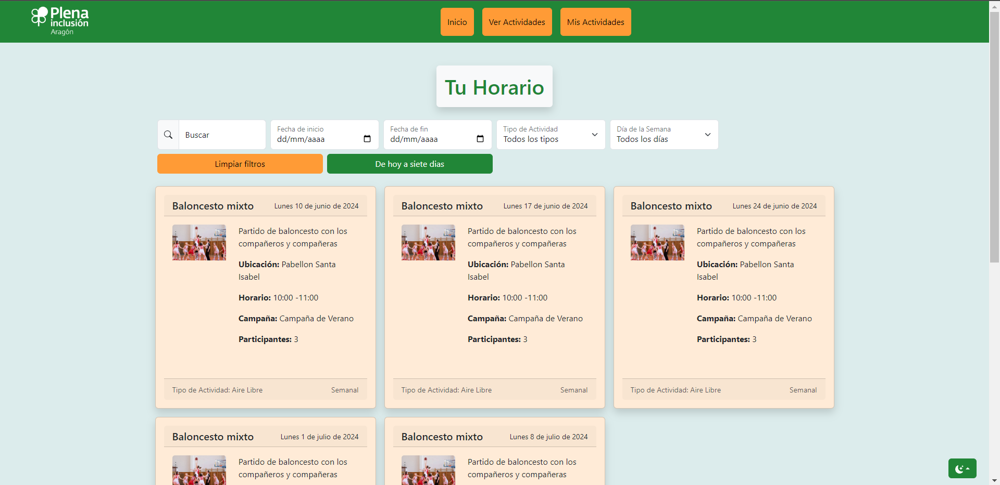 Plena
inclusión
Aragón
Inicio
Ver Actividades
Mis Actividades
Tu Horario
Buscar
Fecha de inicio
dd/mm/aaaa
Fecha de fin
dd/mm/aaaa
Tipo de Actividad
Todos los tipos
Día de la Semana
Todos los días
Limpiar filtros
De hoy a siete dias
Baloncesto mixto
Lunes 10 de junio de 2024
Partido de baloncesto con los
compañeros y compañeras
Ubicación: Pabellon Santa
Isabel
Horario: 10:00 -11:00
Campaña: Campaña de Verano
Participantes: 3
Tipo de Actividad: Aire Libre
Semanal
Baloncesto mixto
Lunes 17 de junio de 2024
Partido de baloncesto con los
compañeros y compañeras
Ubicación: Pabellon Santa
Isabel
Horario: 10:00 -11:00
Campaña: Campaña de Verano
Participantes: 3
Tipo de Actividad: Aire Libre
Semanal
Baloncesto mixto
Lunes 24 de junio de 2024
Partido de baloncesto con los
compañeros y compañeras
Ubicación: Pabellon Santa
Isabel
Horario: 10:00 -11:00
Campaña: Campaña de Verano
Participantes: 3
Tipo de Actividad: Aire Libre
Semanal
Baloncesto mixto
Lunes 1 de julio de 2024
Partido de baloncesto con los
compañeros y compañeras
Baloncesto mixto
Lunes 8 de julio de 2024
Partido de baloncesto con los
compañeros y compañeras